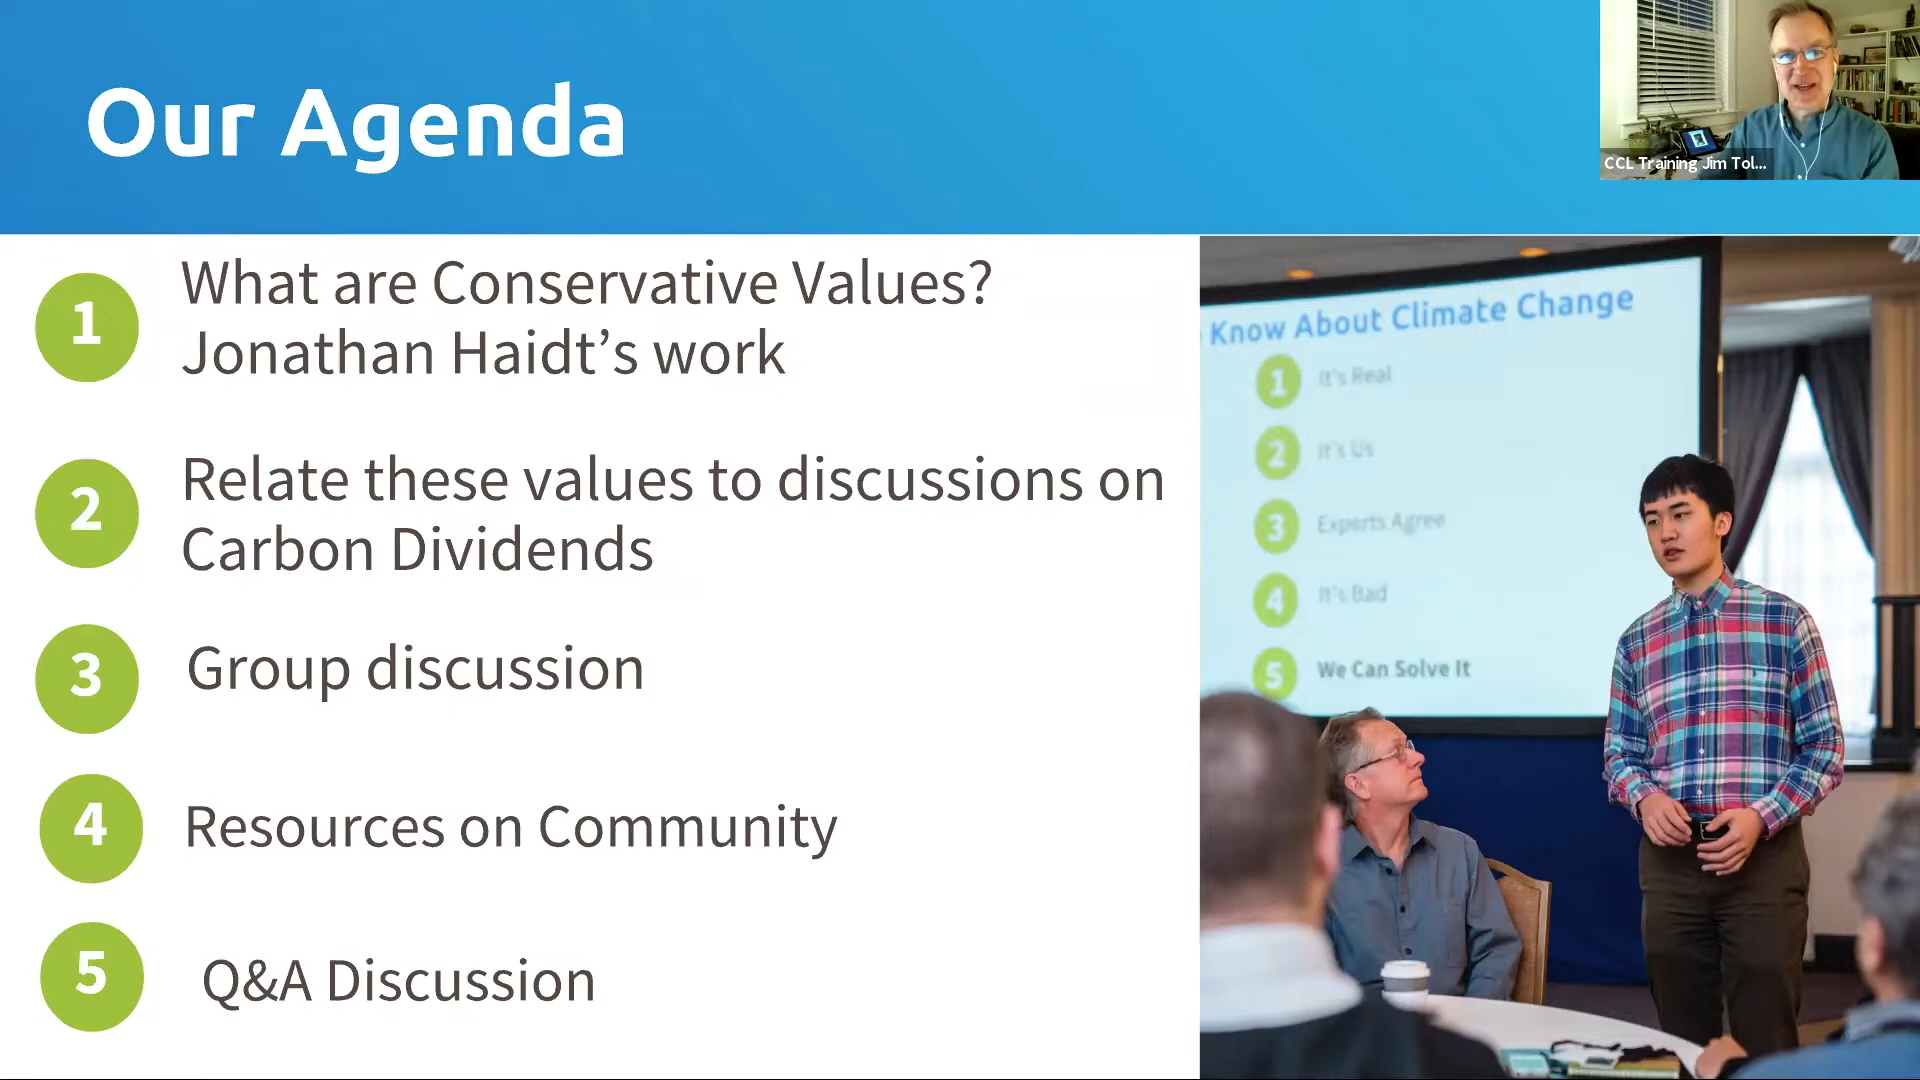 Our Agenda
CCL Training Jim Tol...
1
What are Conservative Values?
Jonathan Haidt’s work
2
Relate these values to discussions on
Carbon Dividends
3
Group discussion
4
Resources on Community
5
Q&A Discussion
Know About Climate Change
1 It's Real
2 It's Us
3 Experts Agree
4 It's Bad
5 We Can Solve It